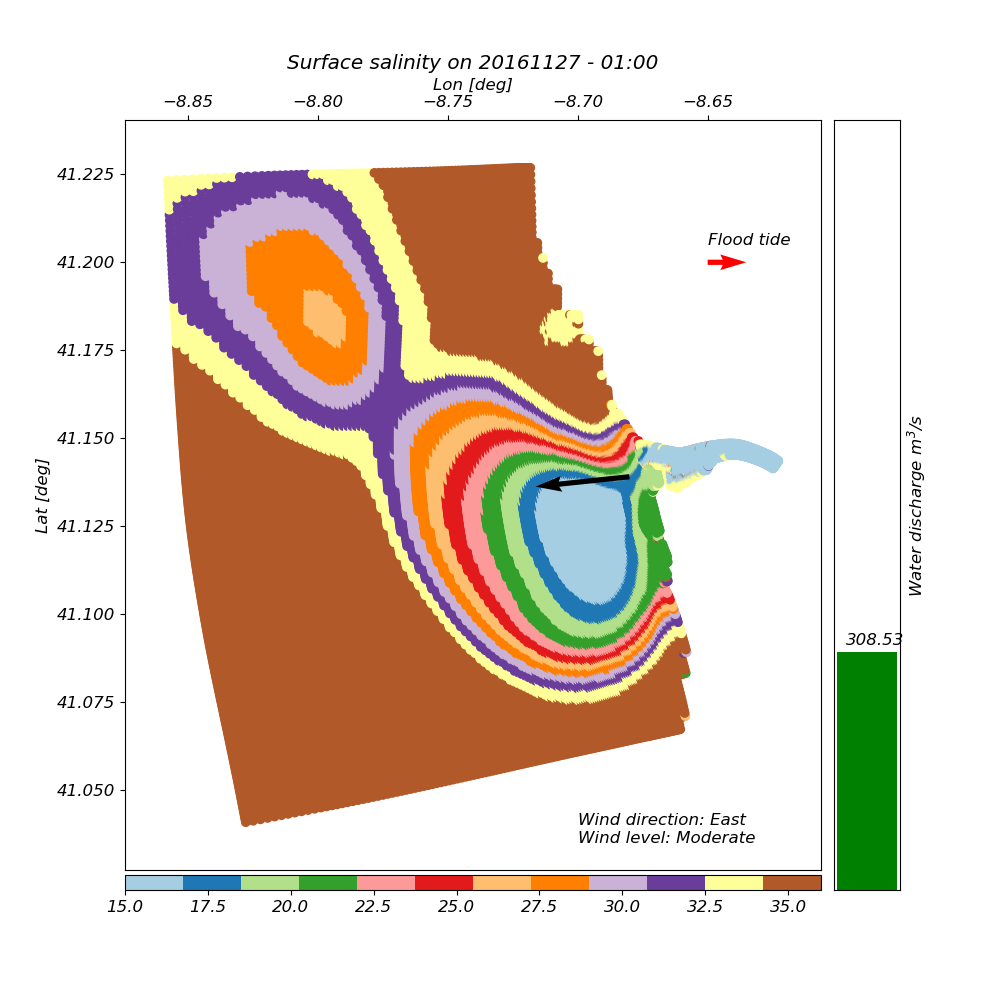 Surface salinity on 20161127 - 01:00
Lon [deg]
−8.85 −8.80 −8.75 −8.70 −8.65
41.225
41.200
41.175
41.150
41.125
41.100
41.075
41.050
Lat [deg]
Flood tide
Wind direction: East
Wind level: Moderate
15.0 17.5 20.0 22.5 25.0 27.5 30.0 32.5 35.0
308.53
Water discharge m³/s